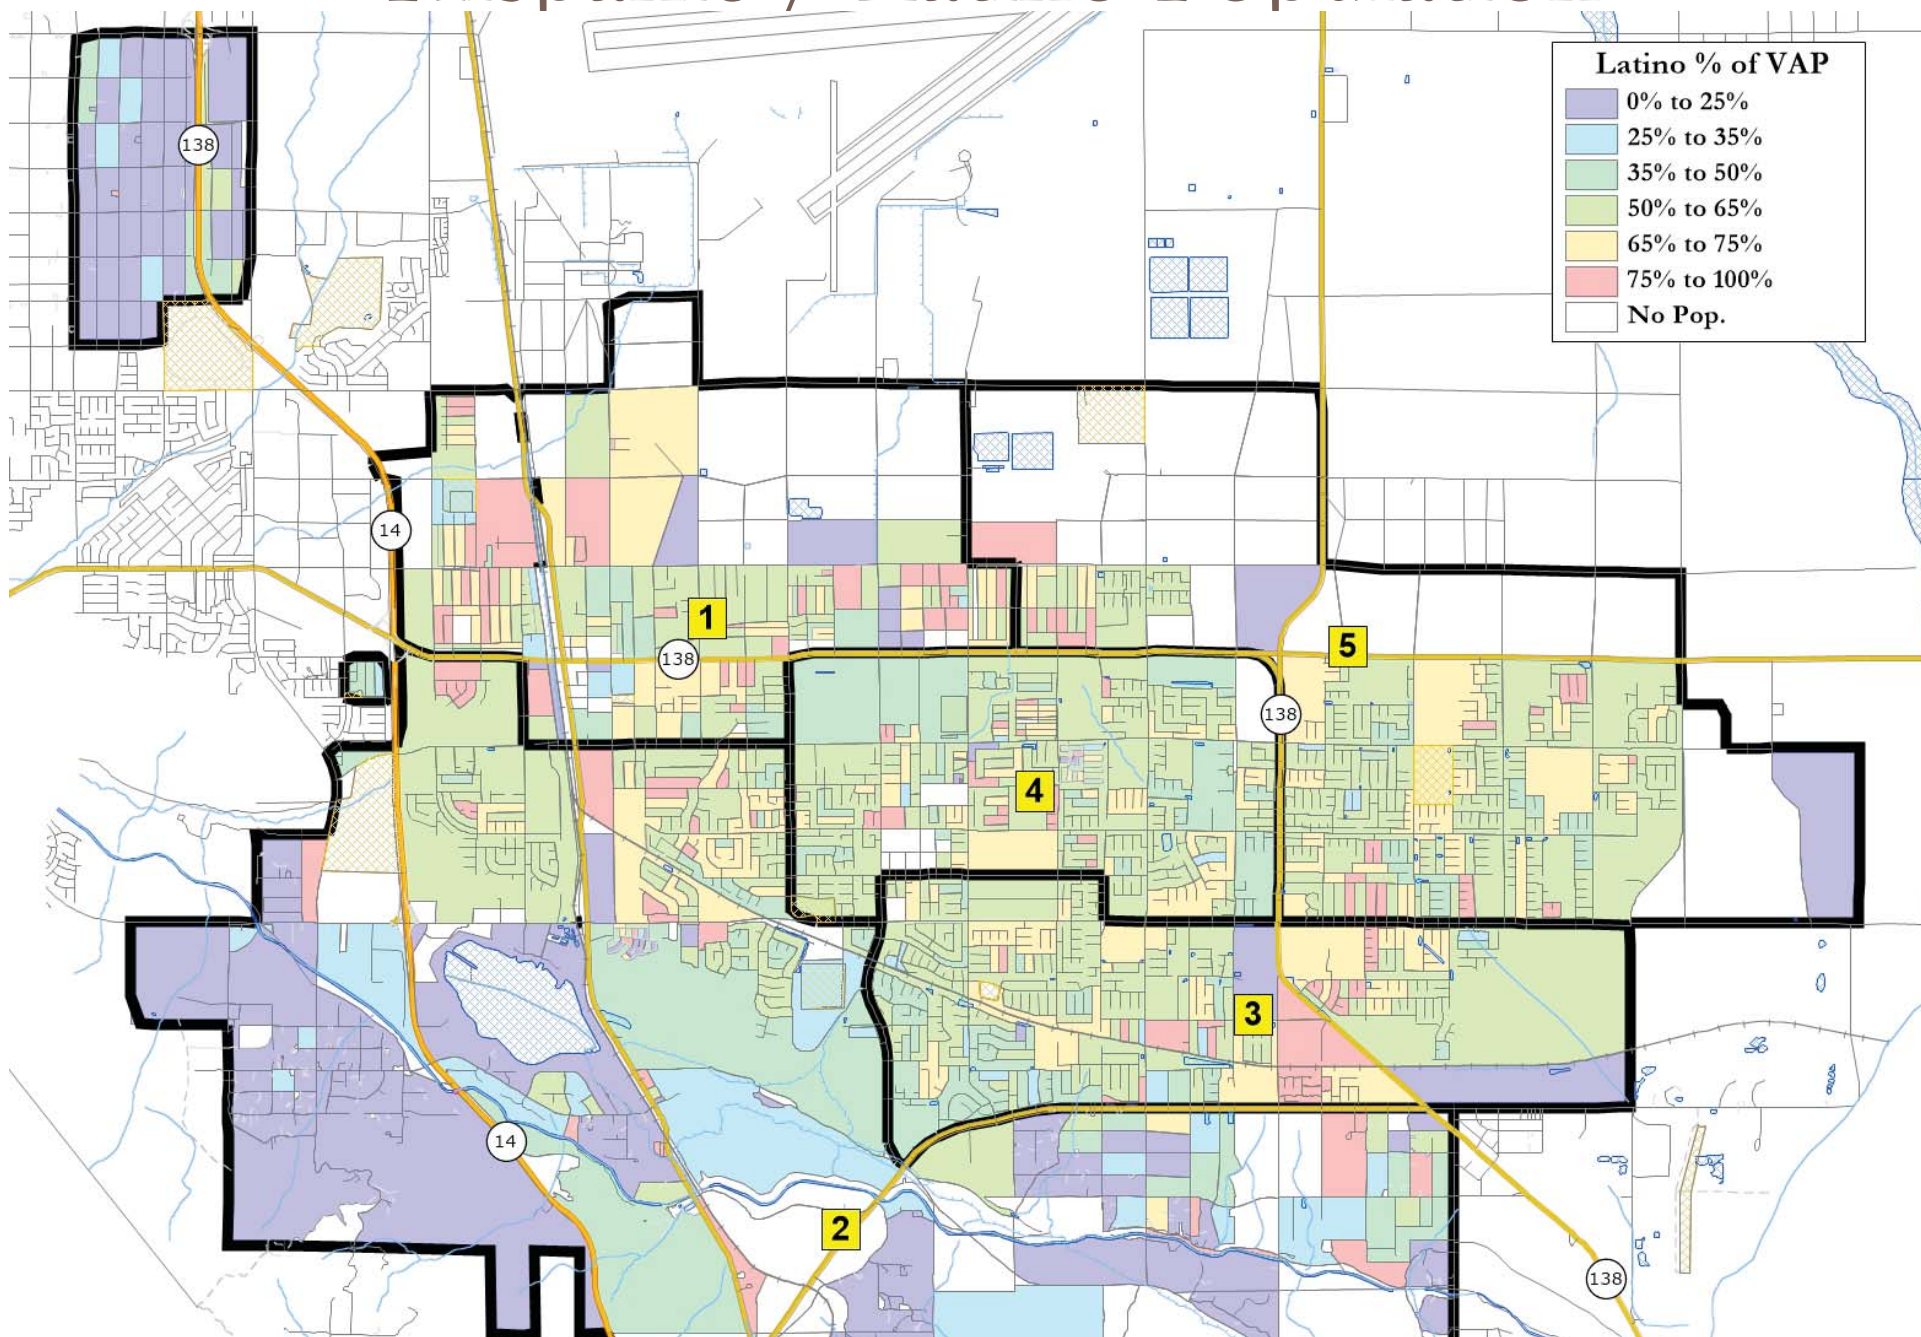 Latino % of VAP
0% to 25%
25% to 35%
35% to 50%
50% to 65%
65% to 75%
75% to 100%
No Pop.
138
14
1
138
5
138
4
3
14
2
138